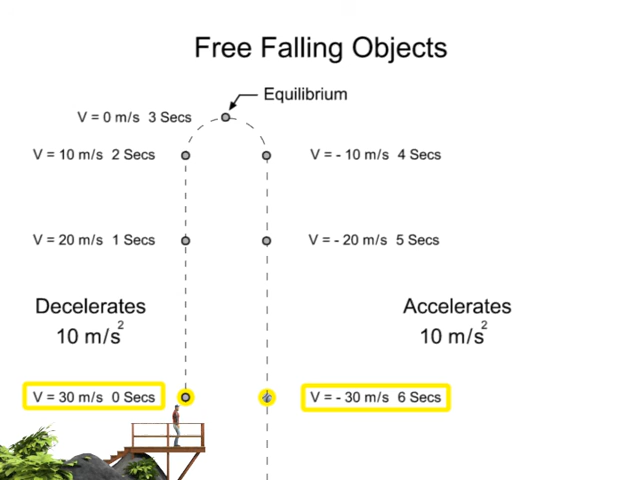 Free Falling Objects
Equilibrium
V = 0 m/s 3 Secs
V = 10 m/s 2 Secs
V = - 10 m/s 4 Secs
V = 20 m/s 1 Secs
V = - 20 m/s 5 Secs
Decelerates
10 m/s²
Accelerates
10 m/s²
V = 30 m/s 0 Secs
V = - 30 m/s 6 Secs